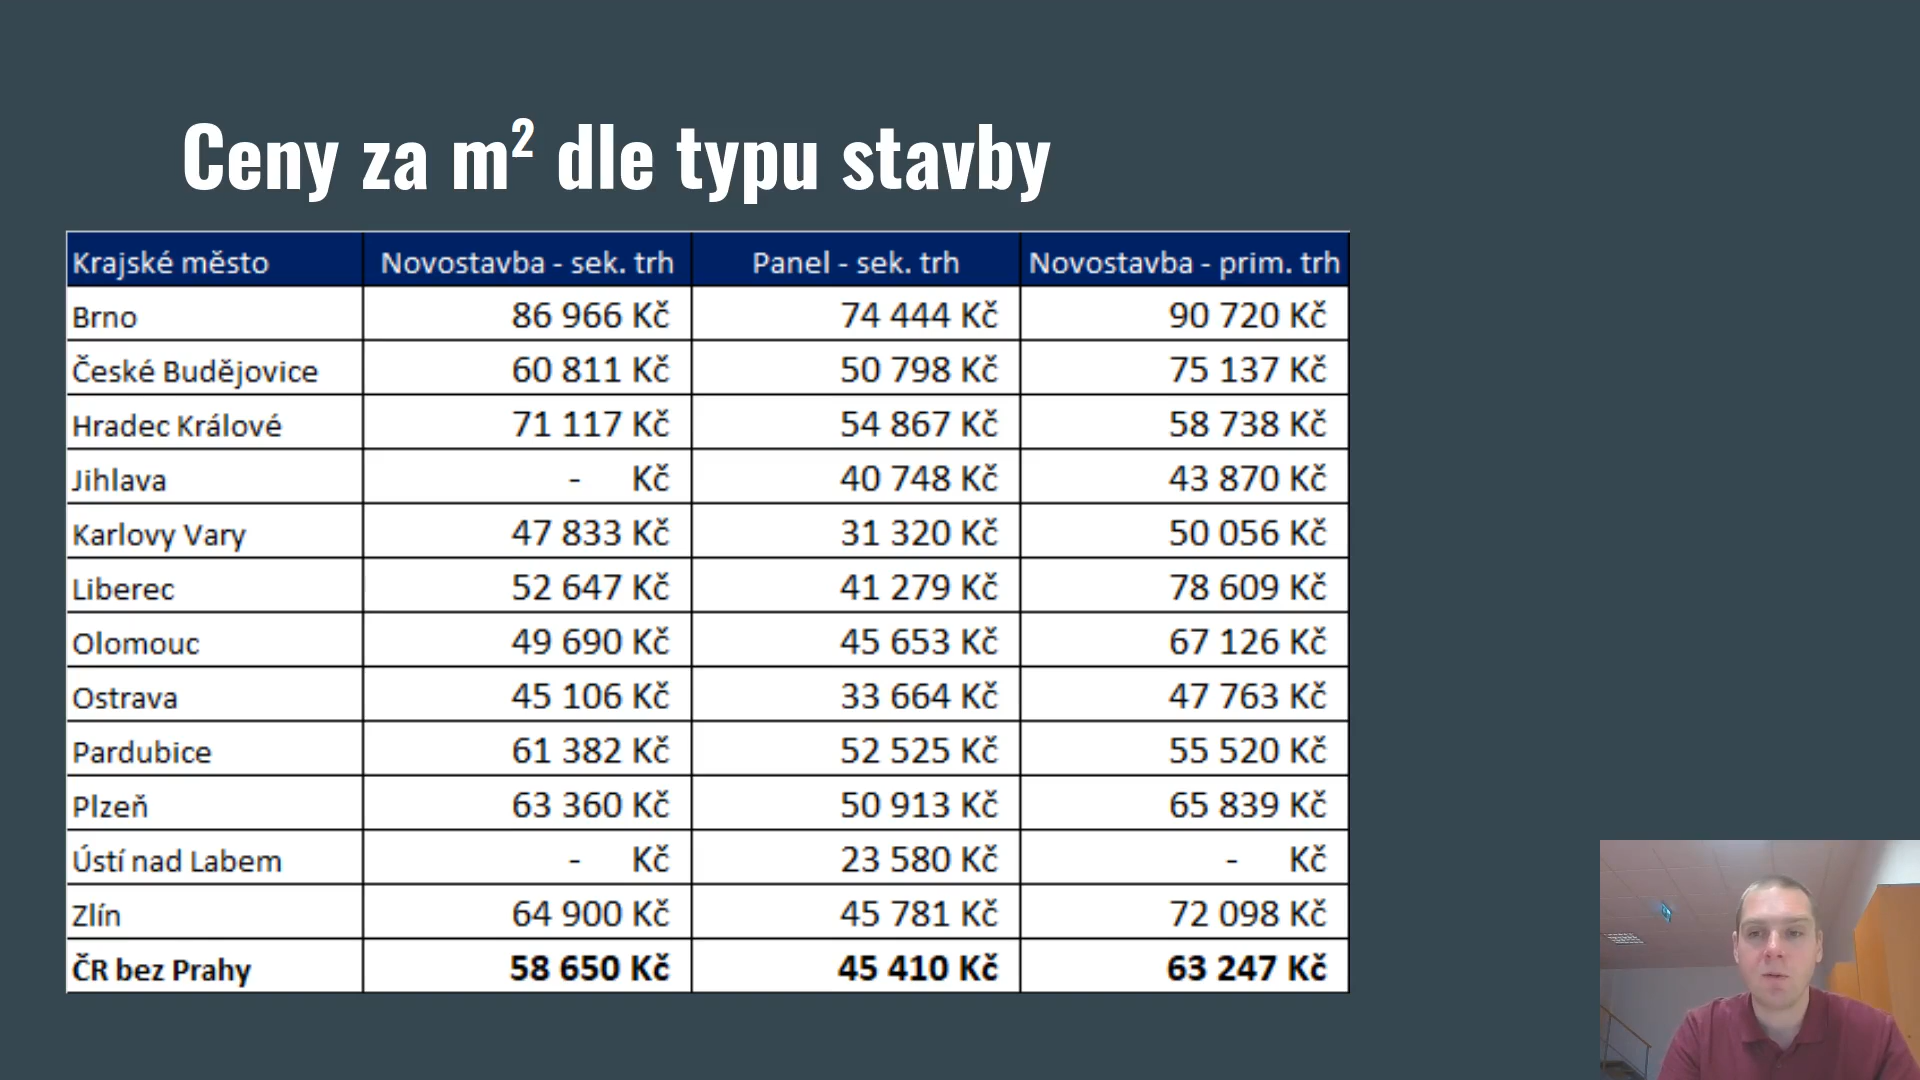 Ceny za m² dle typu stavby
Krajské město Novostavba - sek. trh Panel - sek. trh Novostavba - prim. trh
Brno 86 966 Kč 74 444 Kč 90 720 Kč
České Budějovice 60 811 Kč 50 798 Kč 75 137 Kč
Hradec Králové 71 117 Kč 54 867 Kč 58 738 Kč
Jihlava - Kč 40 748 Kč 43 870 Kč
Karlovy Vary 47 833 Kč 31 320 Kč 50 056 Kč
Liberec 52 647 Kč 41 279 Kč 78 609 Kč
Olomouc 49 690 Kč 45 653 Kč 67 126 Kč
Ostrava 45 106 Kč 33 664 Kč 47 763 Kč
Pardubice 61 382 Kč 52 525 Kč 55 520 Kč
Plzeň 63 360 Kč 50 913 Kč 65 839 Kč
Ústí nad Labem - Kč 23 580 Kč - Kč
Zlín 64 900 Kč 45 781 Kč 72 098 Kč
ČR bez Prahy 58 650 Kč 45 410 Kč 63 247 Kč